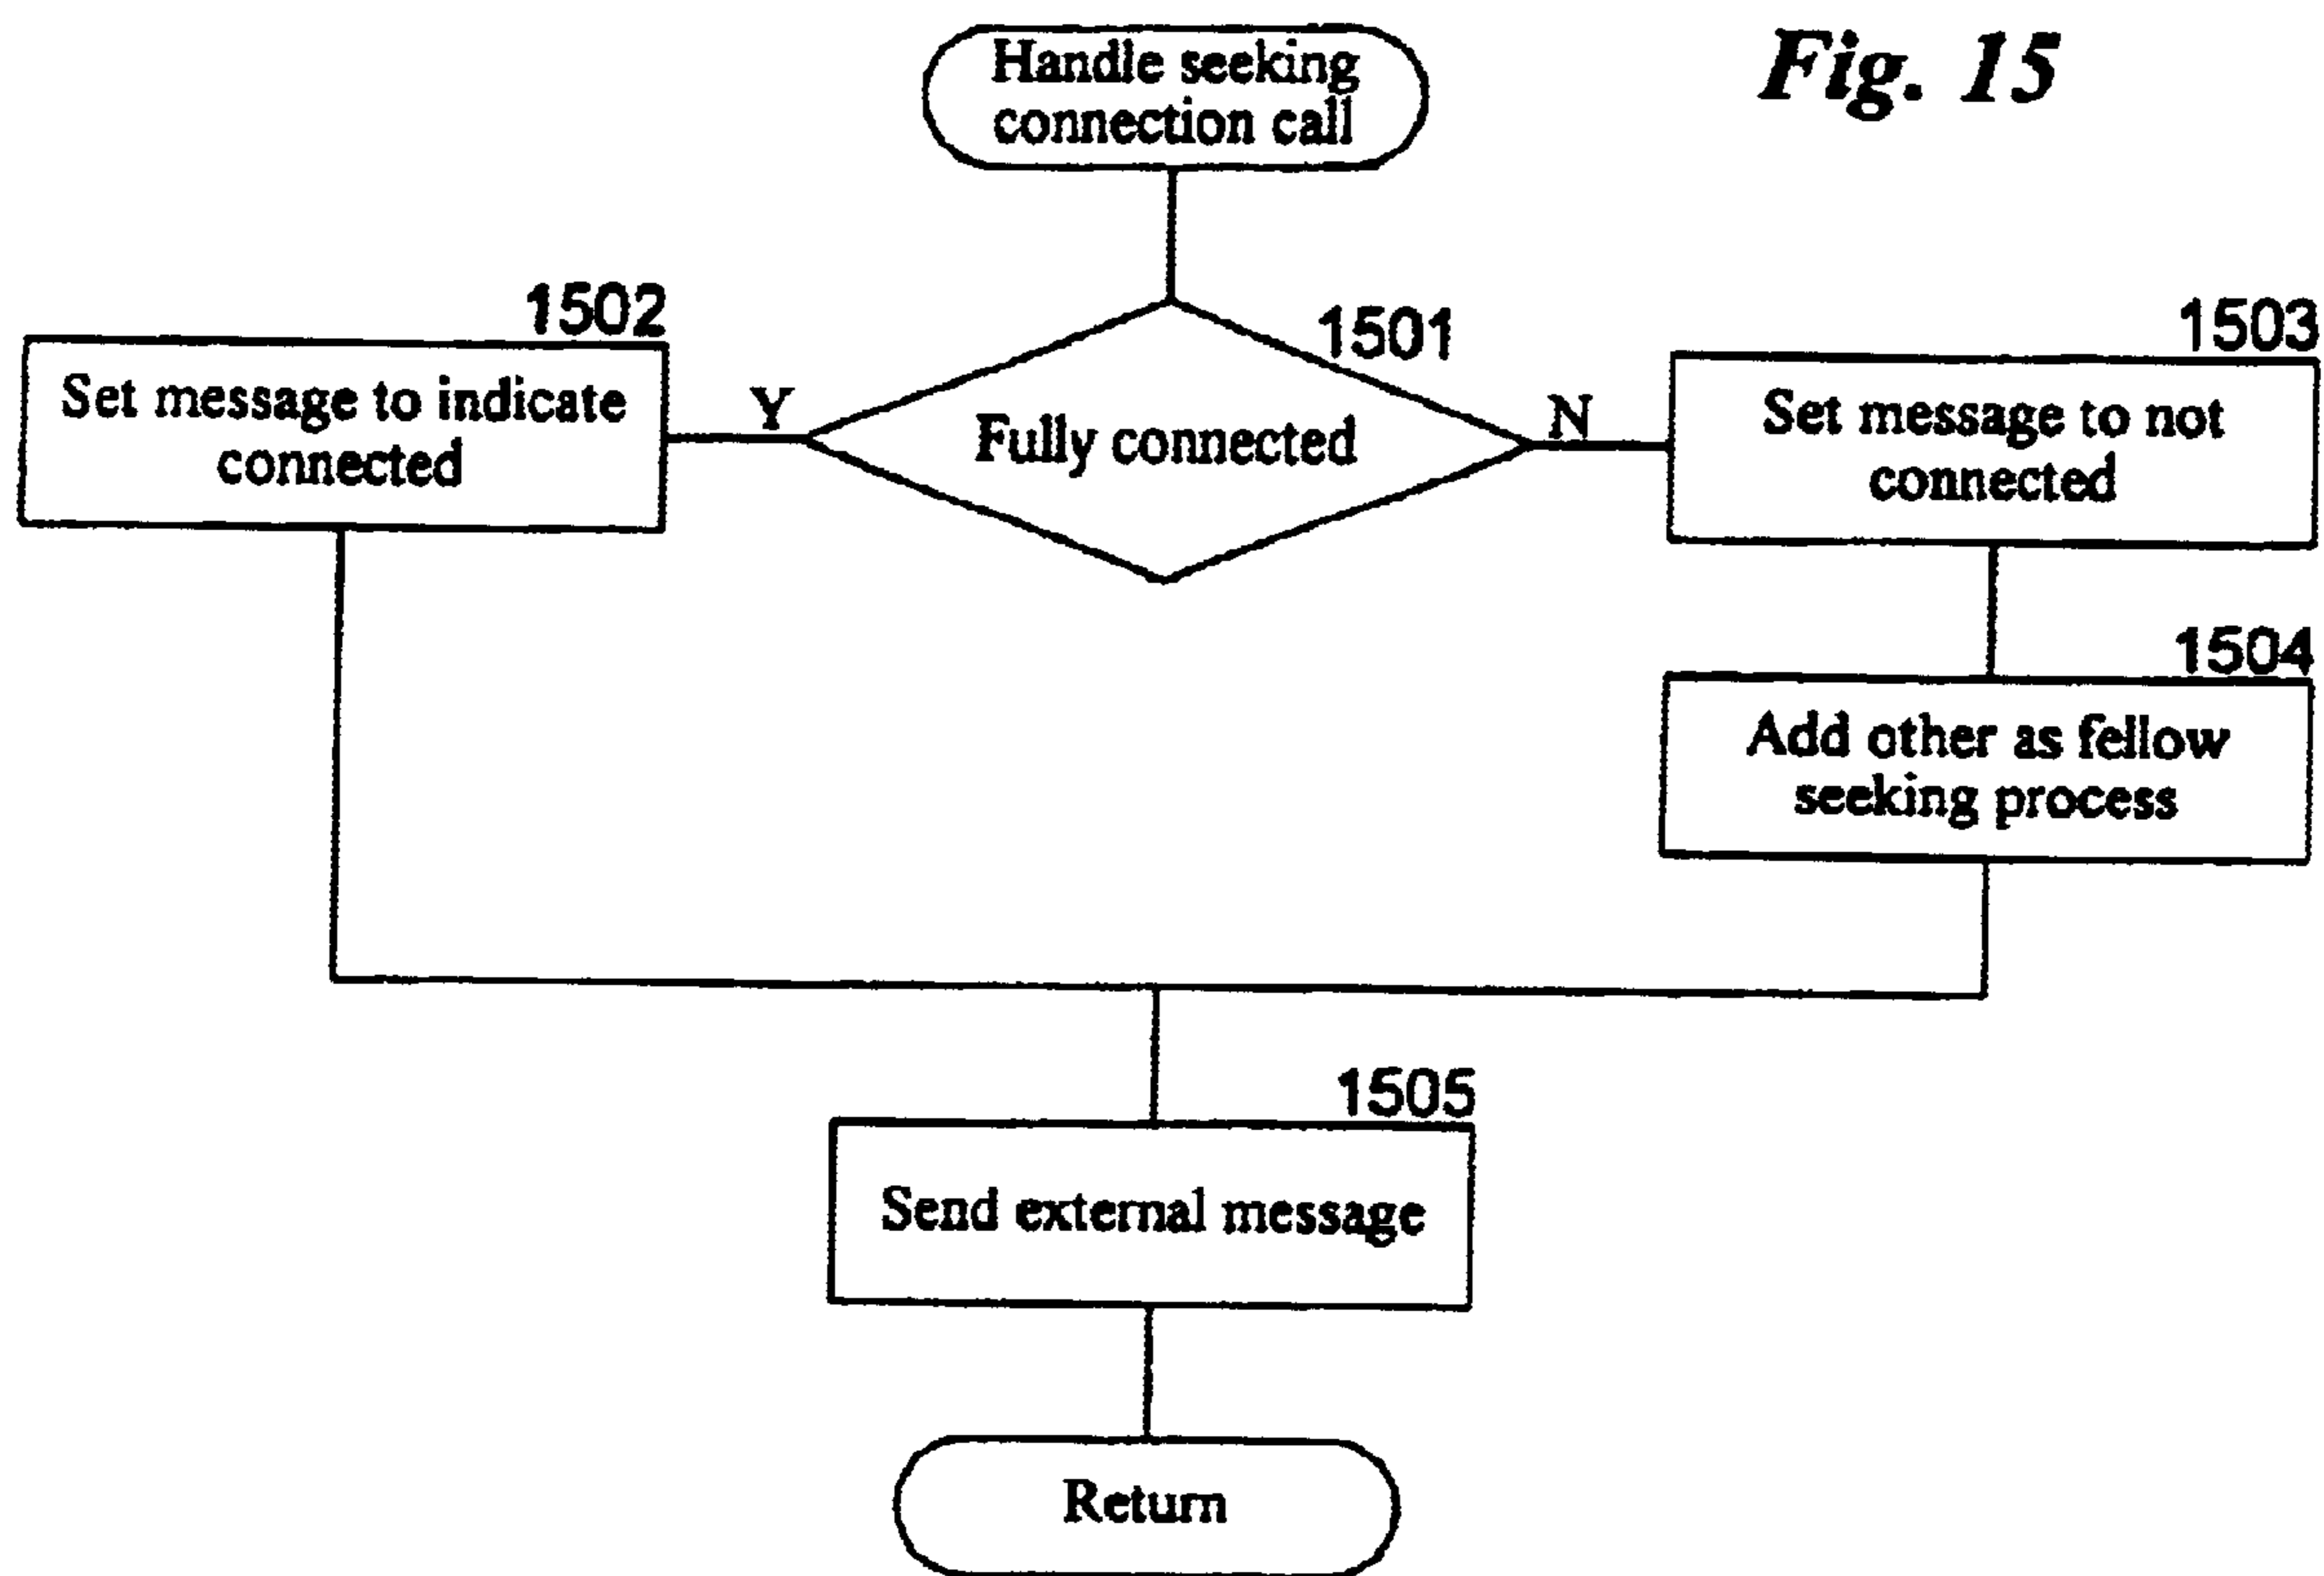 Fig. 15
Handle seeking
connection call
1501
Fully connected
Y
N
1502
Set message to indicate
connected
1503
Set message to not
connected
1504
Add other as fellow
seeking process
1505
Send external message
Return